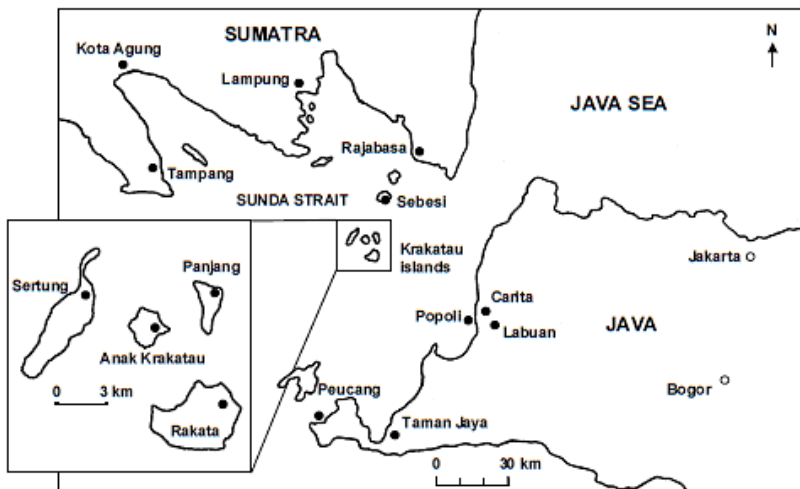 SUMATRA
Kota Agung
N
Lampung
JAVA SEA
Rajabasa
Tampang
SUNDA STRAIT
Sebesi
Krakatau
islands
Jakarta
Sertung
Panjang
Carita
Popoli
Labuan
JAVA
Anak Krakatau
0 3 km
Peucang
Bogor
Rakata
Taman Jaya
0 30 km